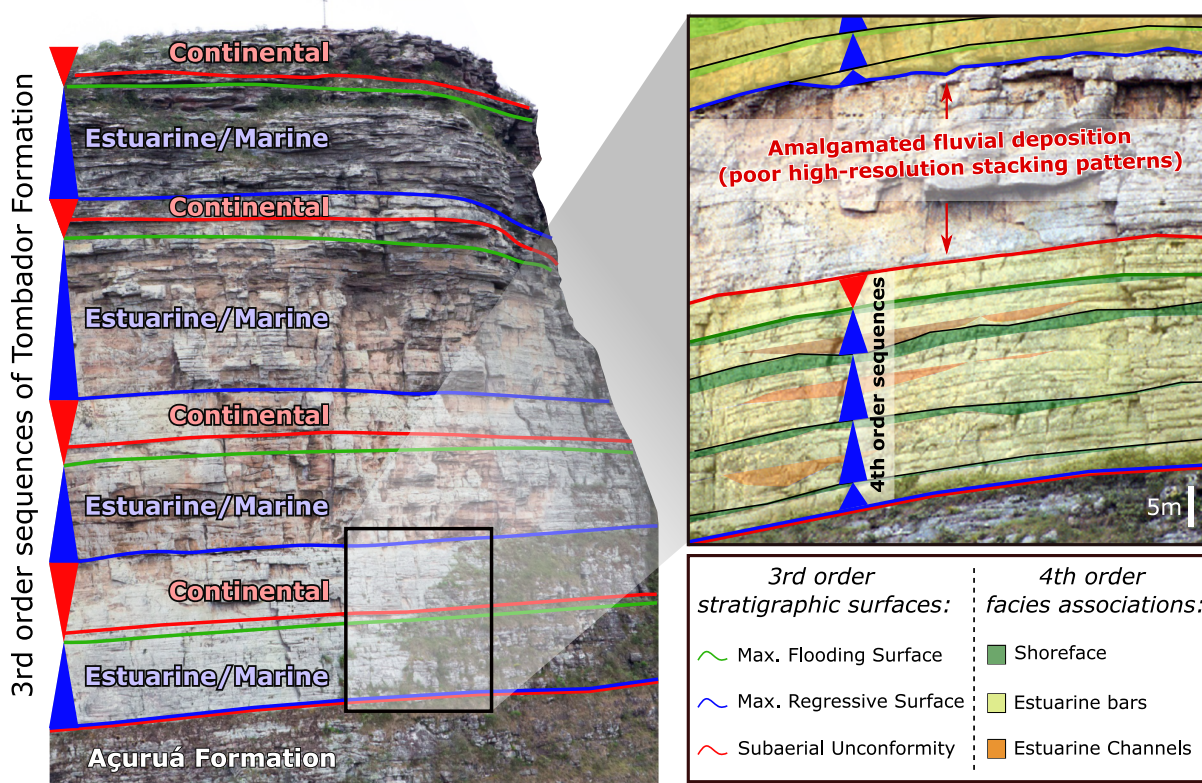 3rd order sequences of Tombador Formation
Continental
Estuarine/Marine
Continental
Estuarine/Marine
Continental
Estuarine/Marine
Continental
Estuarine/Marine
Açuruá Formation
Amalgamated fluvial deposition
(poor high-resolution stacking patterns)
4th order sequences
5m
3rd order
stratigraphic surfaces:
Max. Flooding Surface
Max. Regressive Surface
Subaerial Unconformity
4th order
facies associations:
Shoreface
Estuarine bars
Estuarine Channels